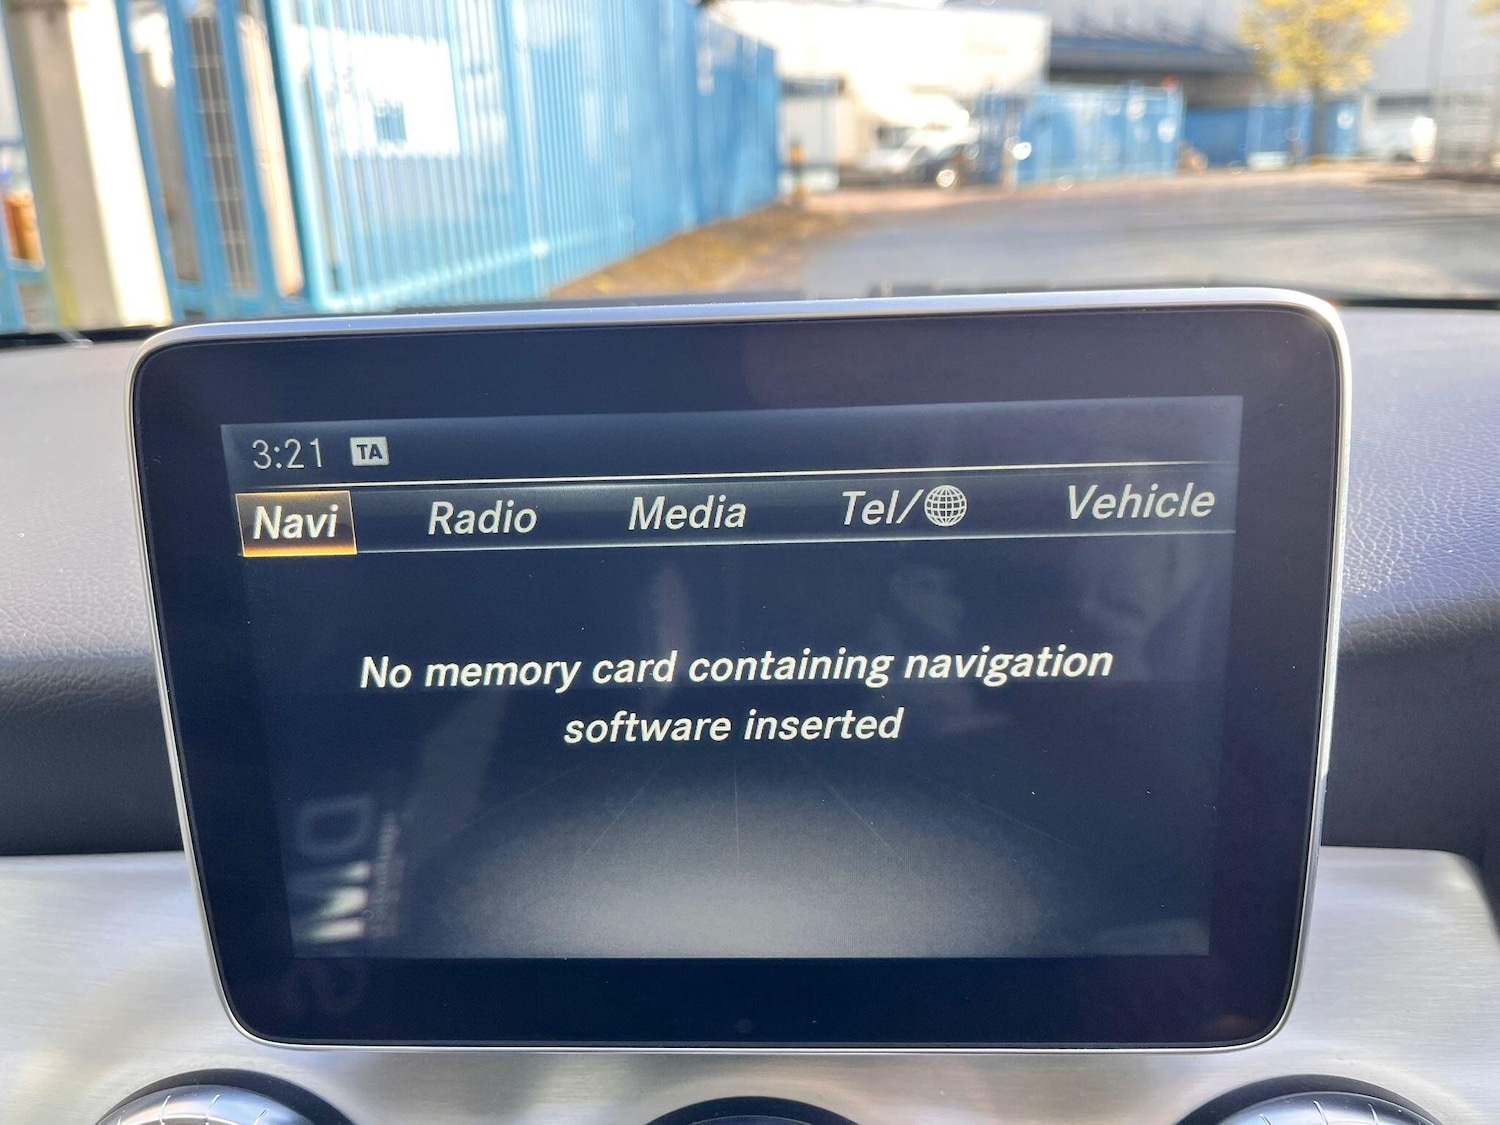 3:21 TA
Navi Radio Media Tel/ Vehicle
No memory card containing navigation
software inserted